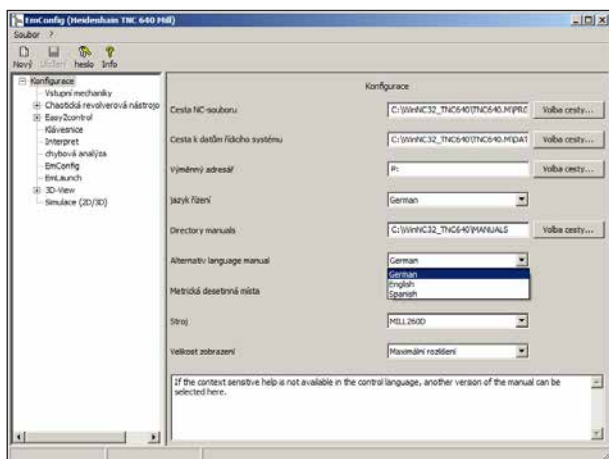 EmConfig (Heidenhain TNC 640 Mill)
Soubor ?
Nový Uložení heslo Info
Konfigurace
Vstupní mechaniky
Chaotická revolverová nástrojo
Easy2control
Klávesnice
Interpret
chybová analýza
EmConfig
EmLaunch
3D-View
Simulace (2D/3D)
Konfigurace
Cesta NC-souboru C:\WinNC32_TNC640\TNC640.M\PRC Volba cesty...
Cesta k datům řídicího systému C:\WinNC32_TNC640\TNC640.M\DAT Volba cesty...
Výměnný adresář P: Volba cesty...
Jazyk řízení German
Directory manuals C:\WinNC32_TNC640\MANUALS Volba cesty...
Alternativ language manual German
German
English
Spanish
Metrická desetinná místa
Stroj MILL260D
Velikost zobrazení Maximální rozlišení
If the context sensitive help is not available in the control language, another version of the manual can be
selected here.